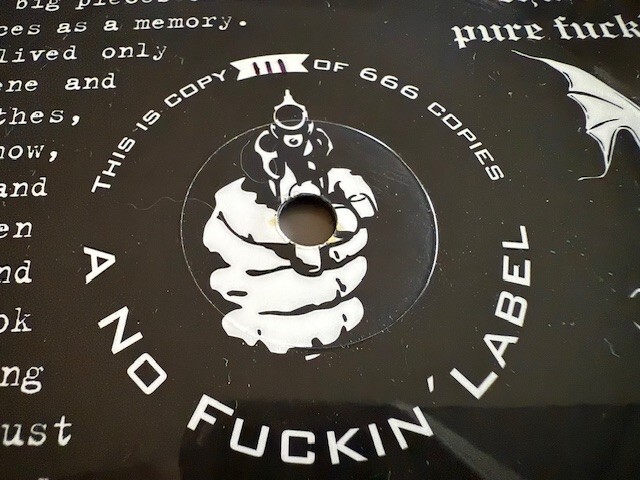 big pieces
ces as a memory.
lived only
ene and
thes,
now,
and
en
nd
ok
ng
ust
pure fuck
THIS IS COPY 111 OF 666 COPIES
A NO FUCKIN' LABEL